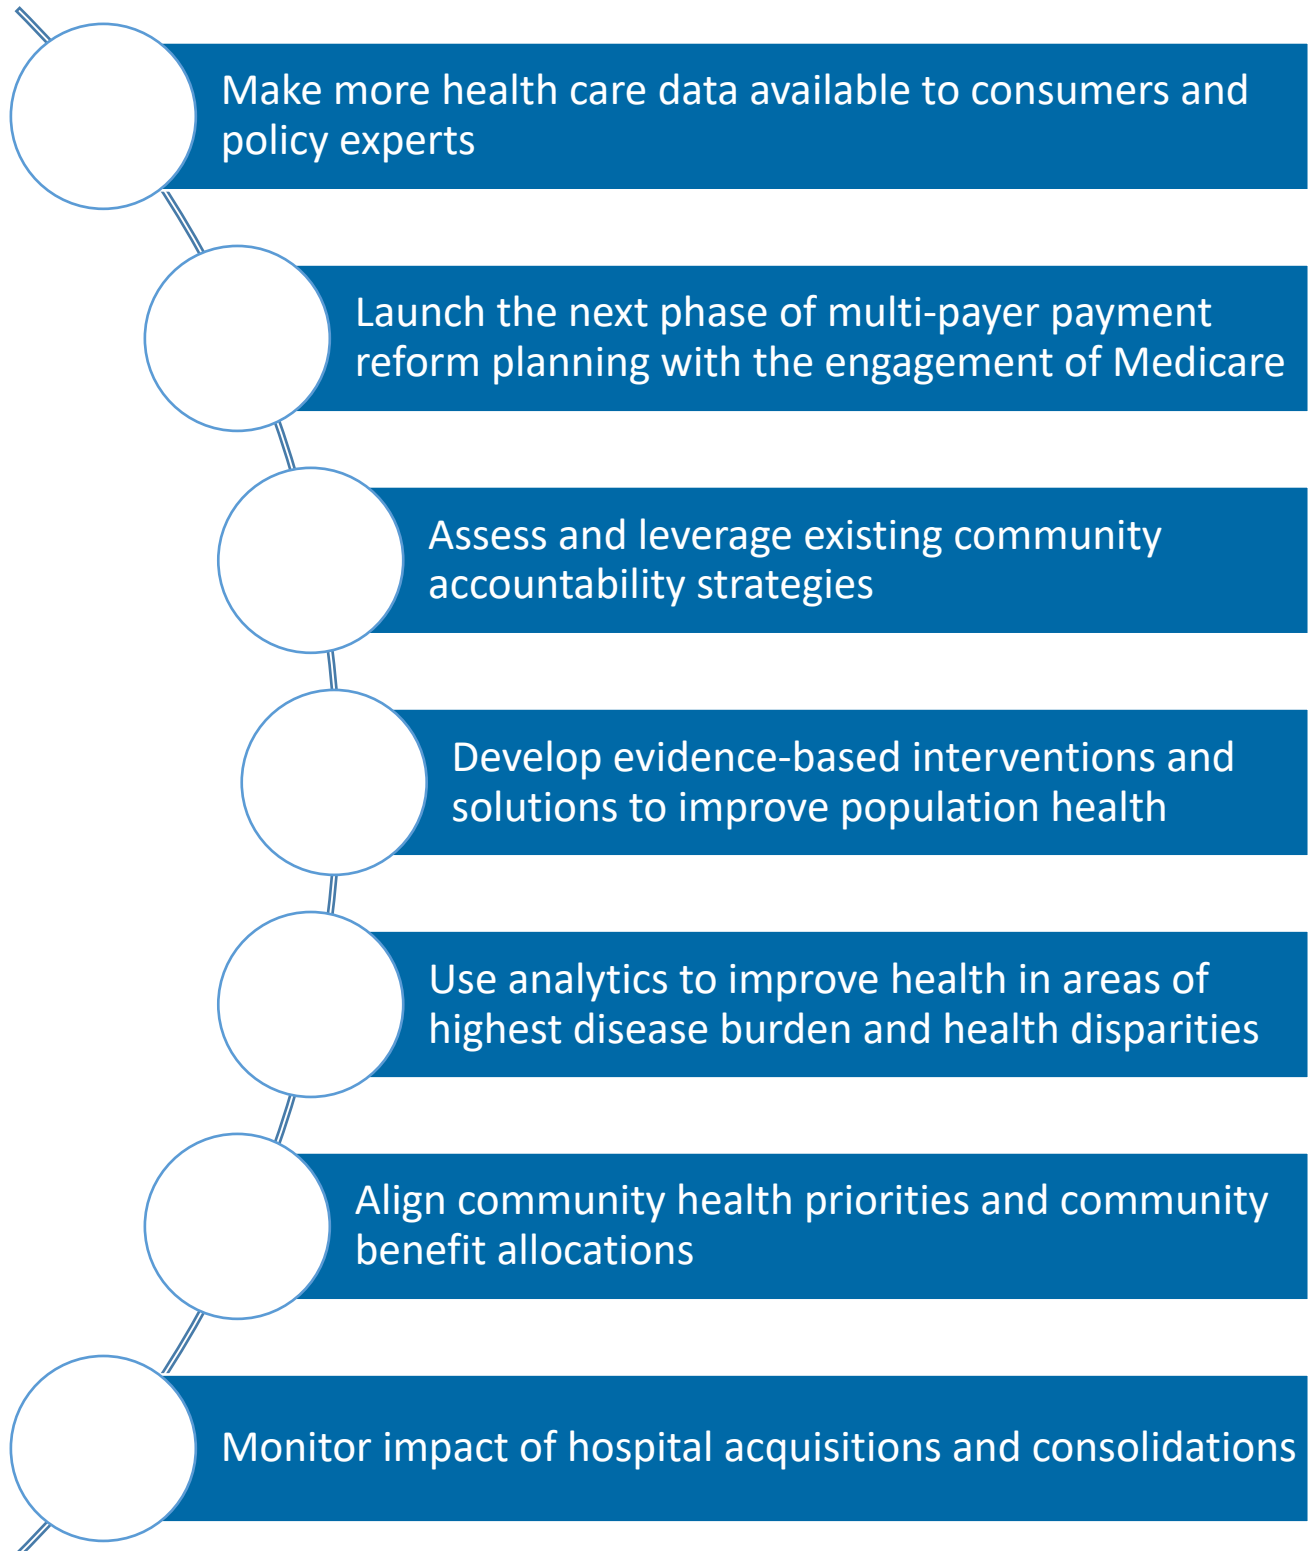 Make more health care data available to consumers and
policy experts
Launch the next phase of multi-payer payment
reform planning with the engagement of Medicare
Assess and leverage existing community
accountability strategies
Develop evidence-based interventions and
solutions to improve population health
Use analytics to improve health in areas of
highest disease burden and health disparities
Align community health priorities and community
benefit allocations
Monitor impact of hospital acquisitions and consolidations